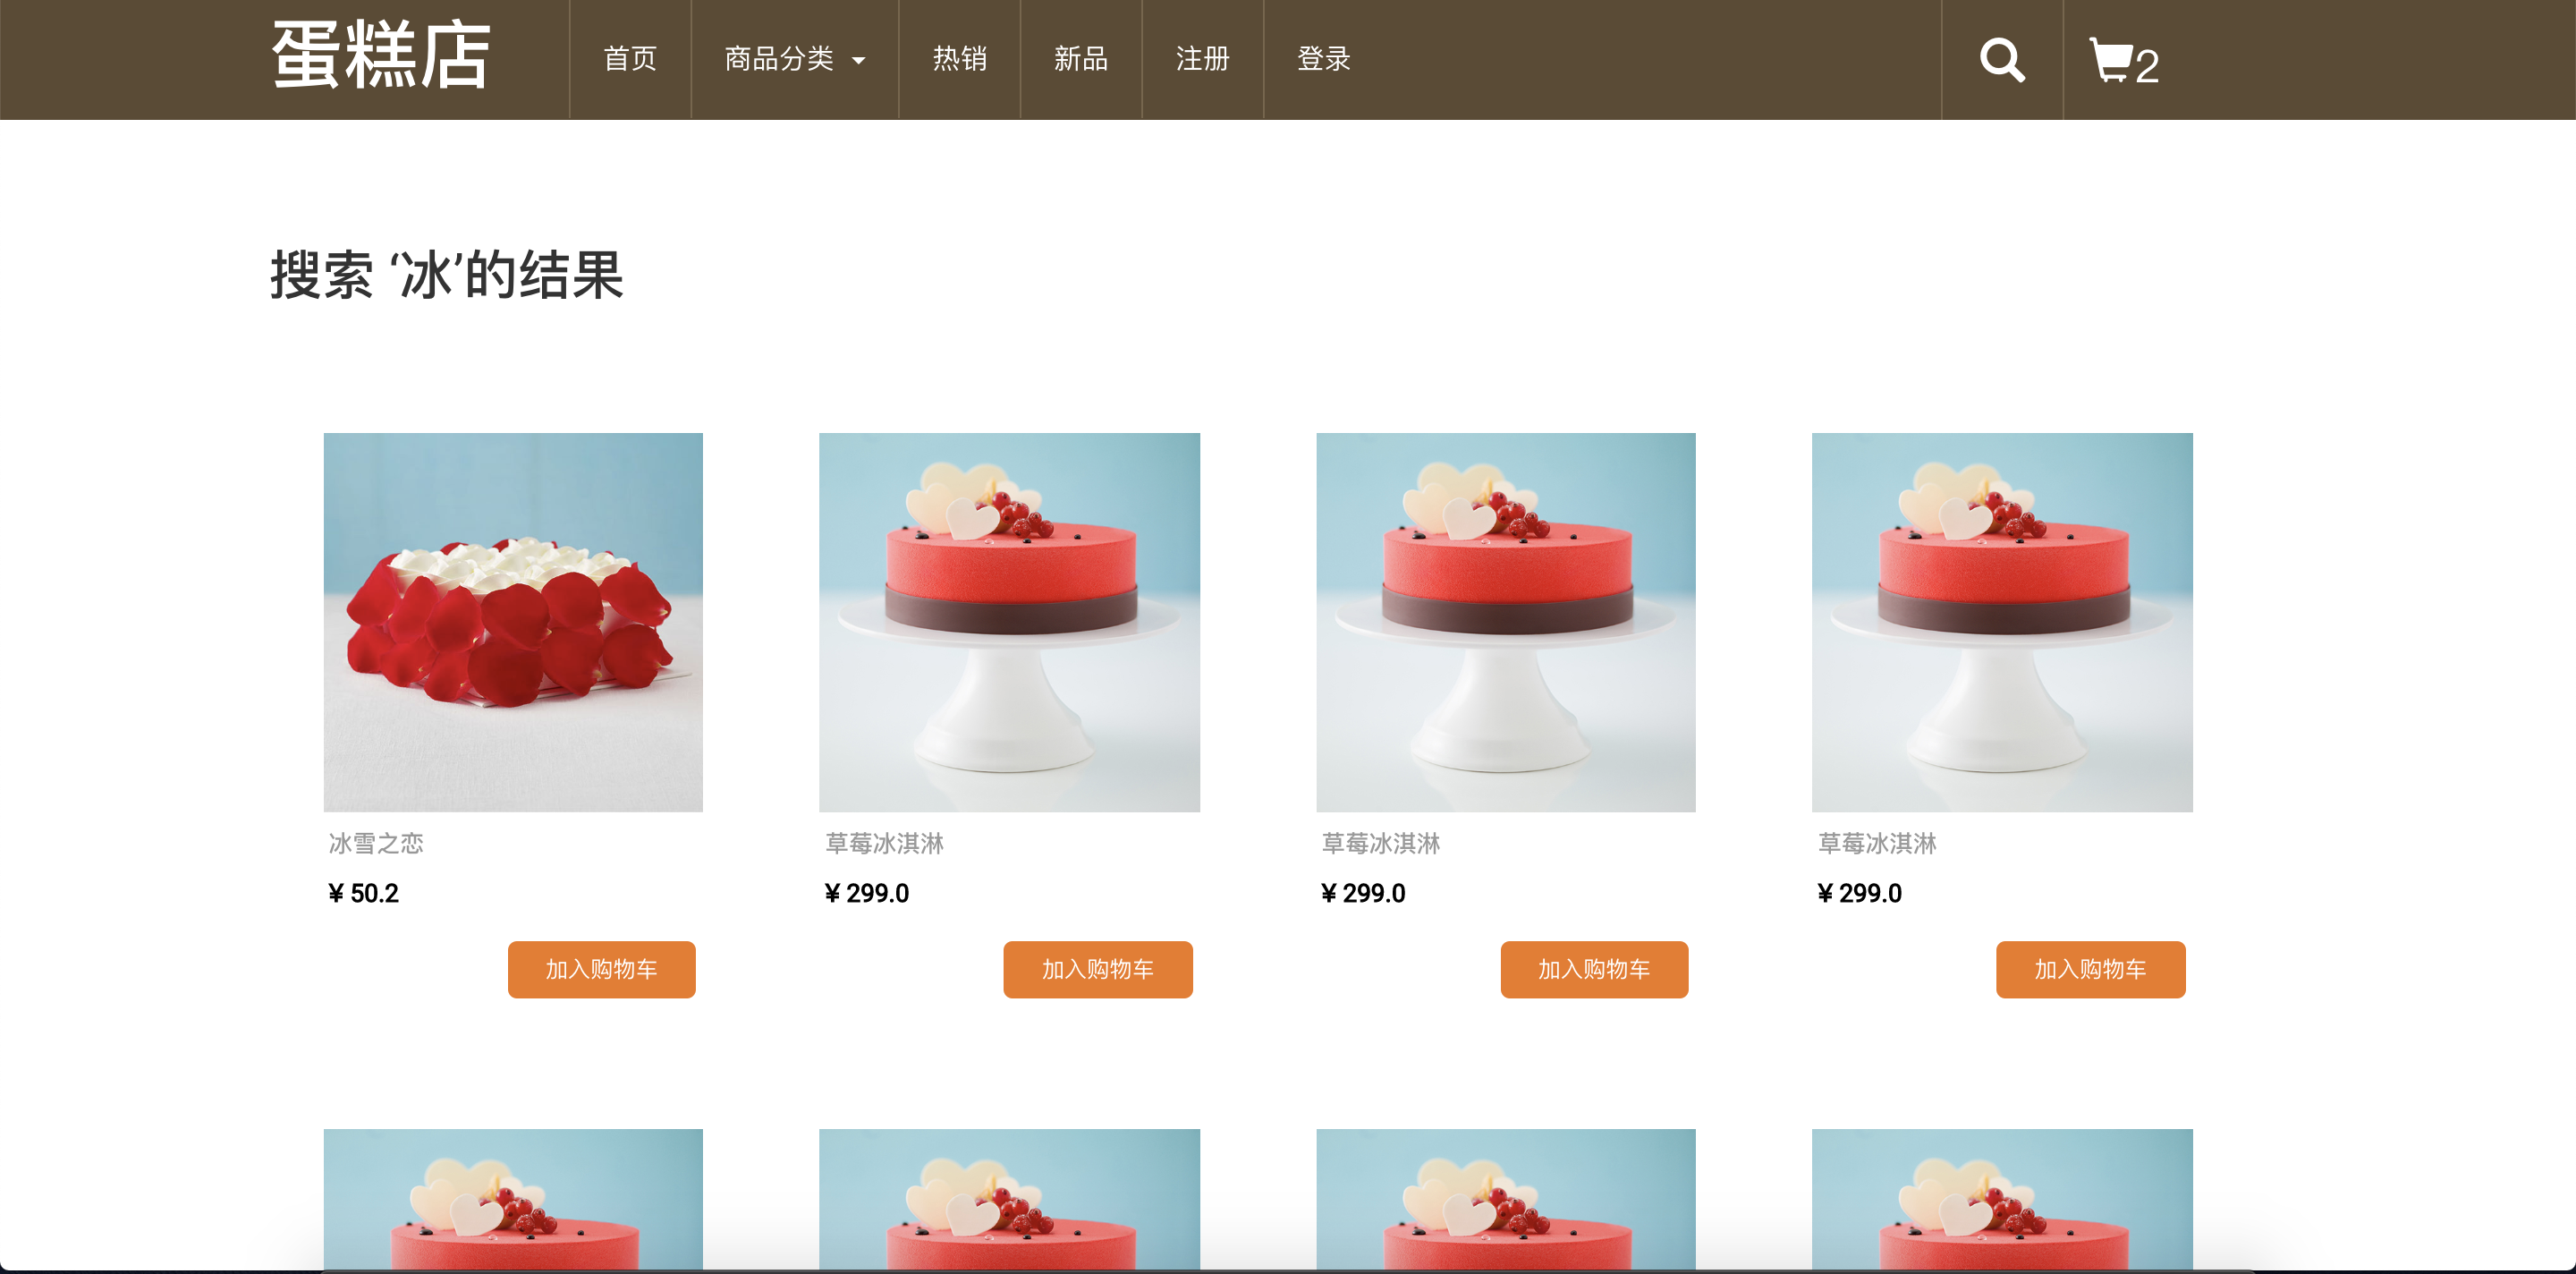 蛋糕店 首页 商品分类 热销 新品 注册 登录 2
搜索 ‘冰’的结果
冰雪之恋 草莓冰淇淋 草莓冰淇淋 草莓冰淇淋
¥ 50.2 ¥ 299.0 ¥ 299.0 ¥ 299.0
加入购物车 加入购物车 加入购物车 加入购物车